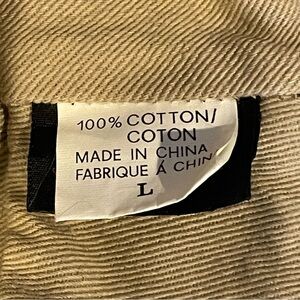 100% COTTON/
COTON
MADE IN CHINA
FABRIQUE À CHIN
L